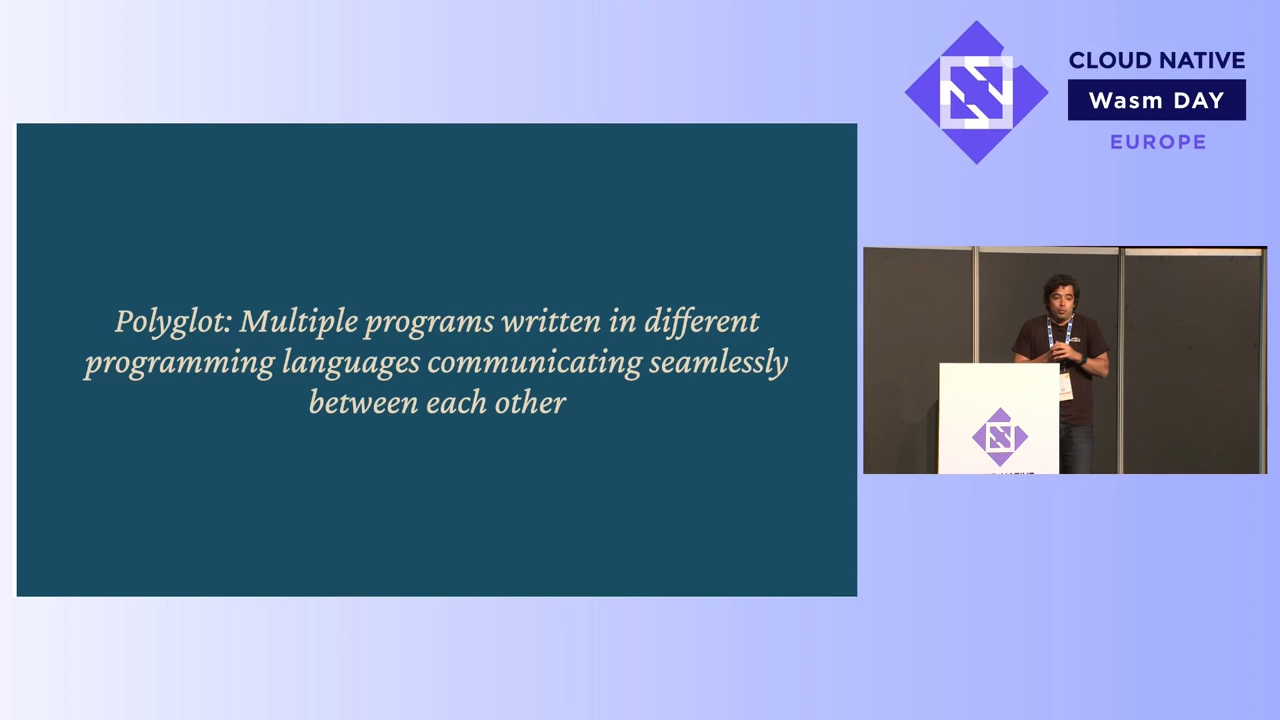 CLOUD NATIVE
Wasm DAY
EUROPE
Polyglot: Multiple programs written in different
programming languages communicating seamlessly
between each other